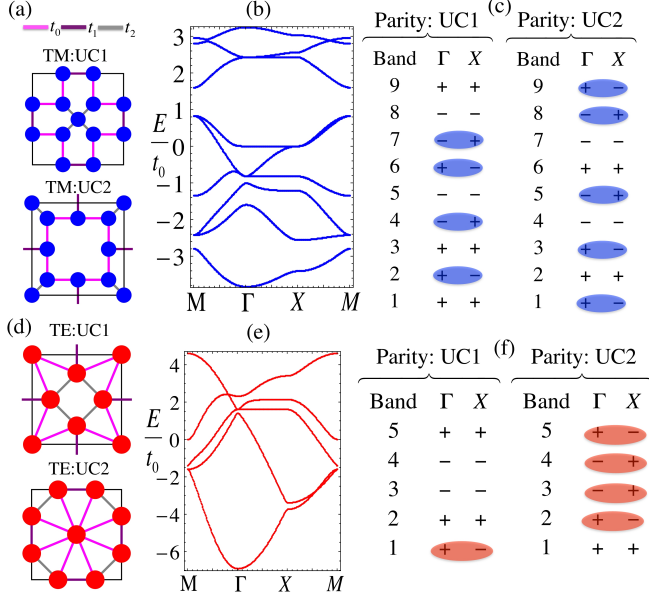 (a)
t₀ t₁ t₂
TM:UC1
TM:UC2
(b)
E/t₀
3
2
1
0
−1
−2
−3
M Γ X M
(c)
Parity: UC1
Band Γ X
9 + +
8 − −
7 − +
6 + −
5 − −
4 − +
3 + +
2 + −
1 + +
Parity: UC2
Band Γ X
9 + −
8 − +
7 − −
6 + +
5 − +
4 − −
3 + −
2 + +
1 + −
(d)
TE:UC1
TE:UC2
(e)
E/t₀
4
2
0
−2
−4
−6
M Γ X M
(f)
Parity: UC1
Band Γ X
5 + +
4 − −
3 − −
2 + +
1 + −
Parity: UC2
Band Γ X
5 + −
4 − +
3 − +
2 + −
1 + +